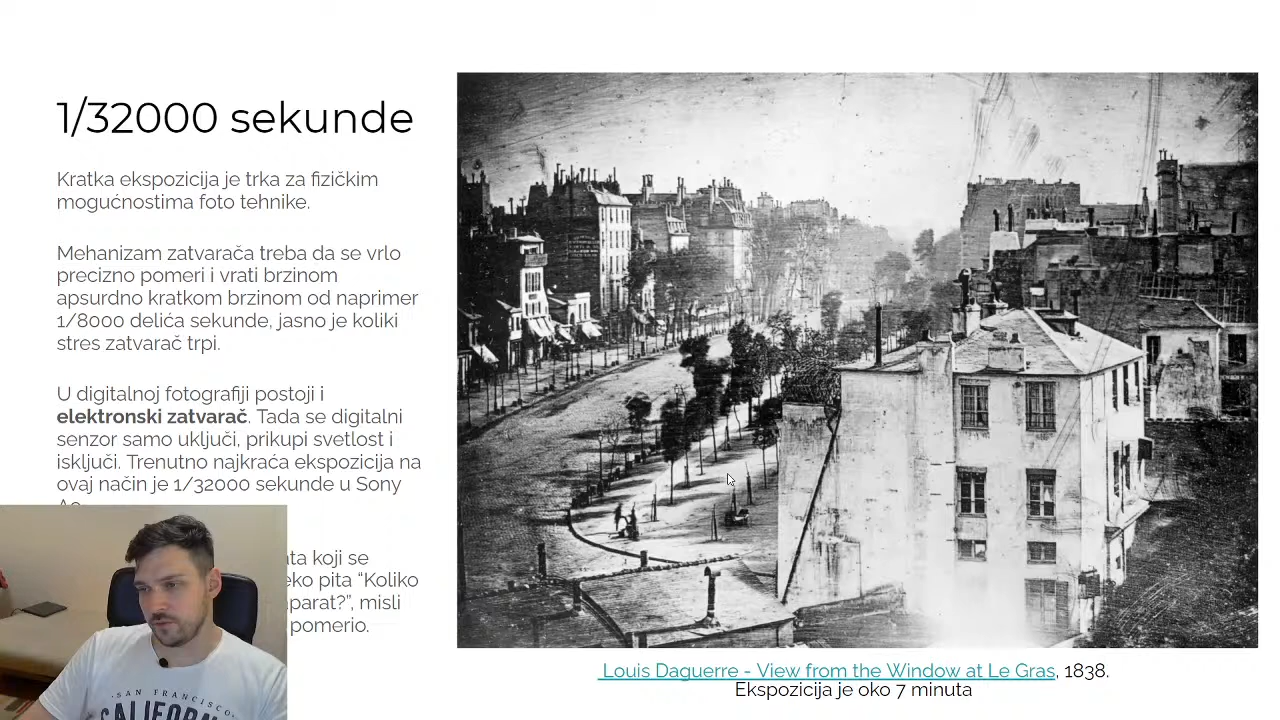 1/32000 sekunde
Kratka ekspozicija je trka za fizičkim
mogućnostima foto tehnike.
Mehanizam zatvarača treba da se vrlo
precizno pomeri i vrati brzinom
apsurdno kratkom brzinom od naprimer
1/8000 delića sekunde, jasno je koliki
stres zatvarač trpi.
U digitalnoj fotografiji postoji i
elektronski zatvarač. Tada se digitalni
senzor samo uključi, prikupi svetlost i
isključi. Trenutno najkraća ekspozicija na
ovaj način je 1/32000 sekunde u Sony
koji se
pita “Koliko
misli
pomerio.
Louis Daguerre - View from the Window at Le Gras, 1838.
Ekspozicija je oko 7 minuta
SAN FRANCISCO